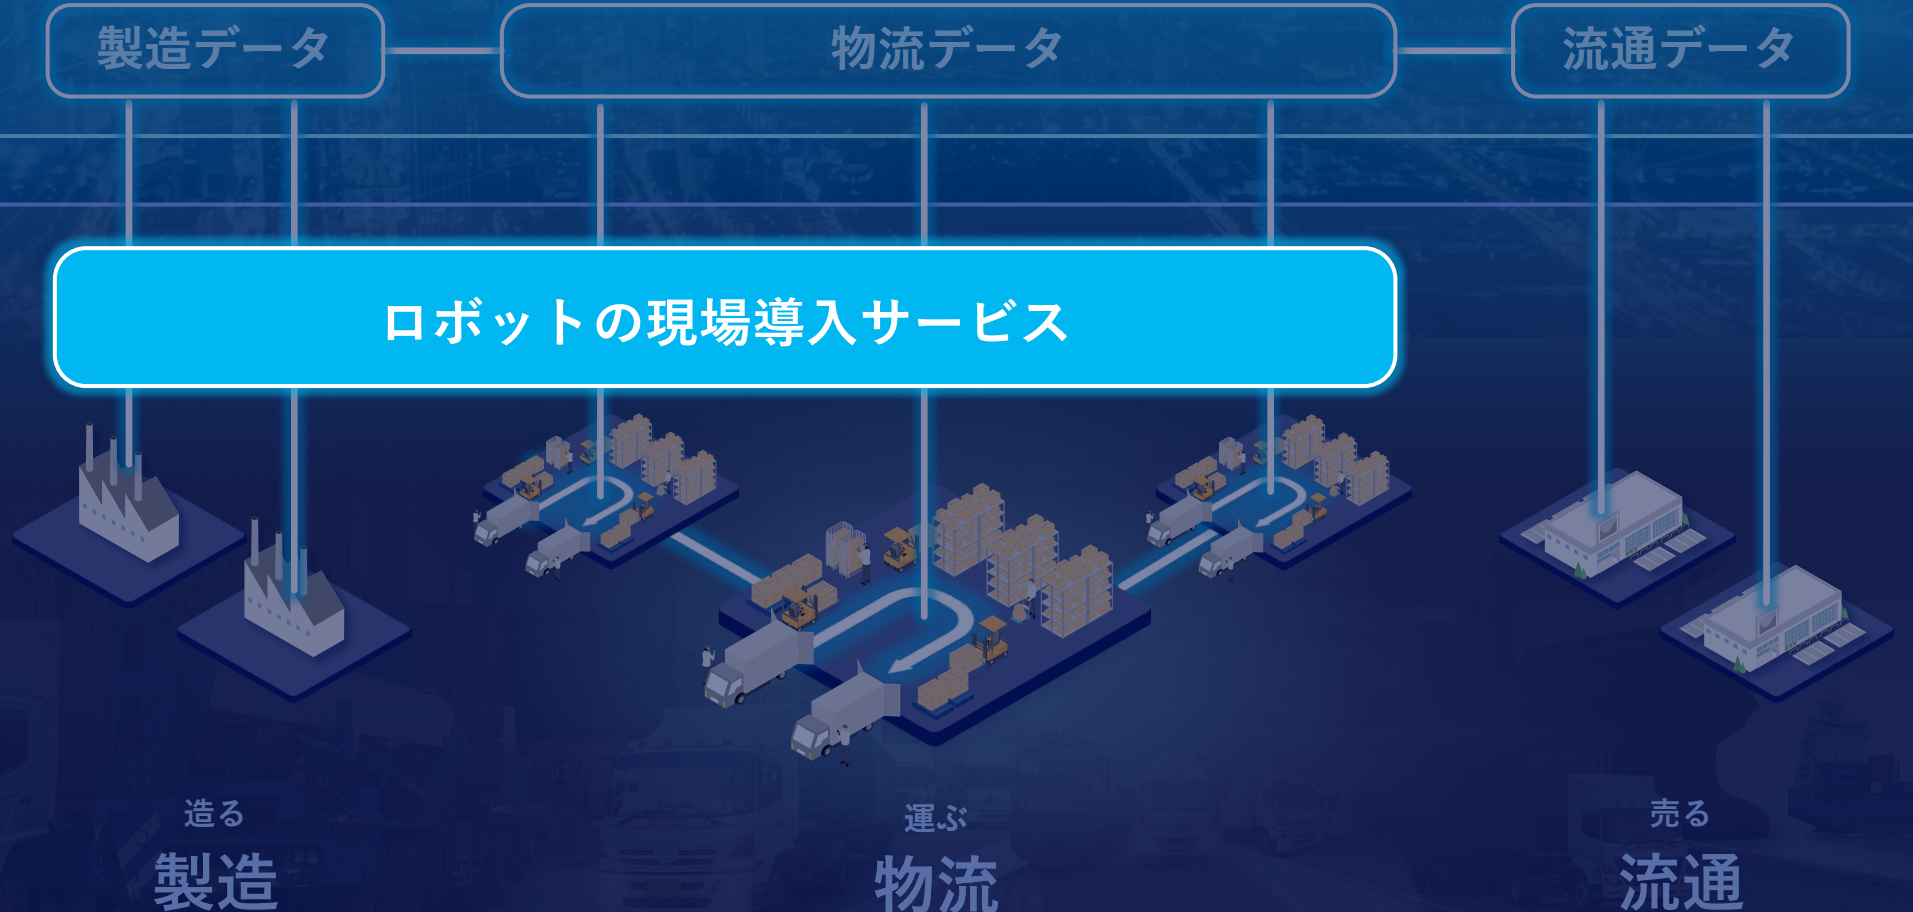 製造データ
物流データ
流通データ
ロボットの現場導入サービス
造る
製造
運ぶ
物流
売る
流通